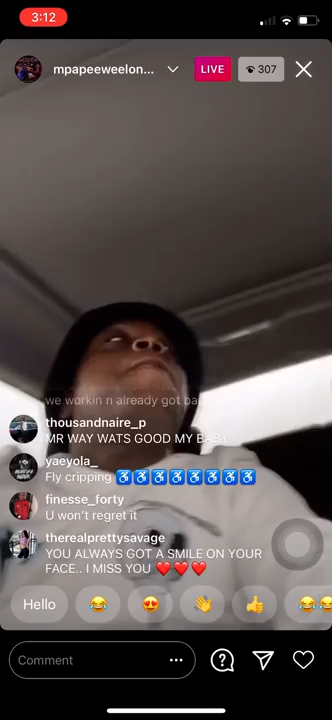 3:12
mpapeeweelon...
LIVE
307
we workin n already got
thousandnaire_p
MR WAY WATS GOOD MY BABY
yaeyola_
Fly cripping ♿♿♿♿♿♿♿♿
finesse_forty
U won't regret it
therealprettysavage
YOU ALWAYS GOT A SMILE ON YOUR
FACE.. I MISS YOU ❤️❤️❤️
Hello 😂 😍 👋 👍 😂😂
Comment